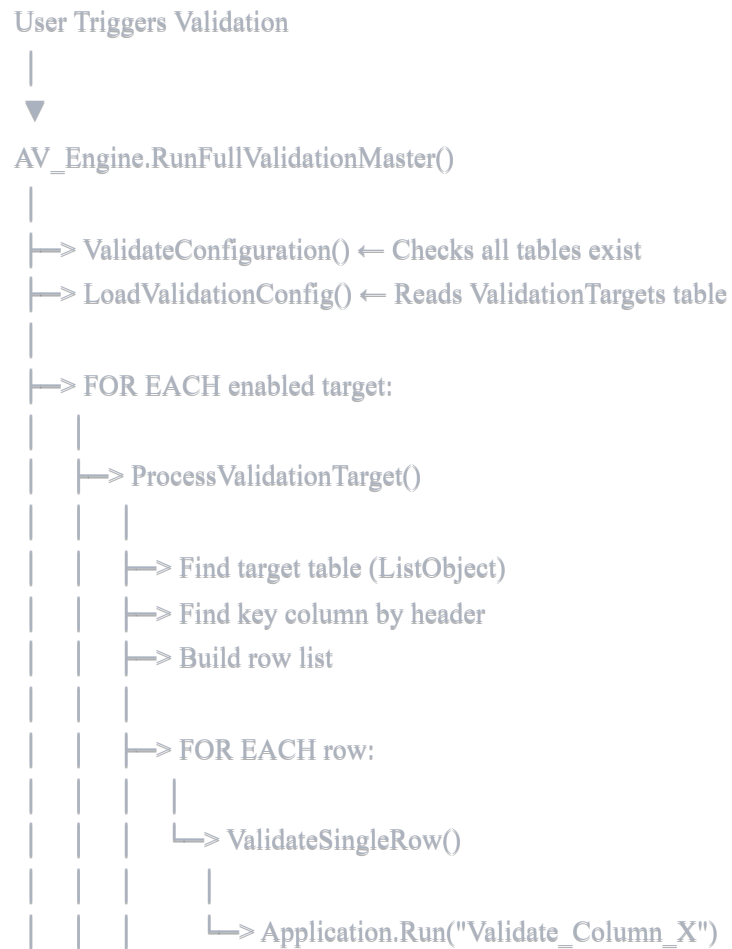 User Triggers Validation
AV_Engine.RunFullValidationMaster()
ValidateConfiguration() ← Checks all tables exist
LoadValidationConfig() ← Reads ValidationTargets table
FOR EACH enabled target:
ProcessValidationTarget()
Find target table (ListObject)
Find key column by header
Build row list
FOR EACH row:
ValidateSingleRow()
Application.Run("Validate_Column_X")